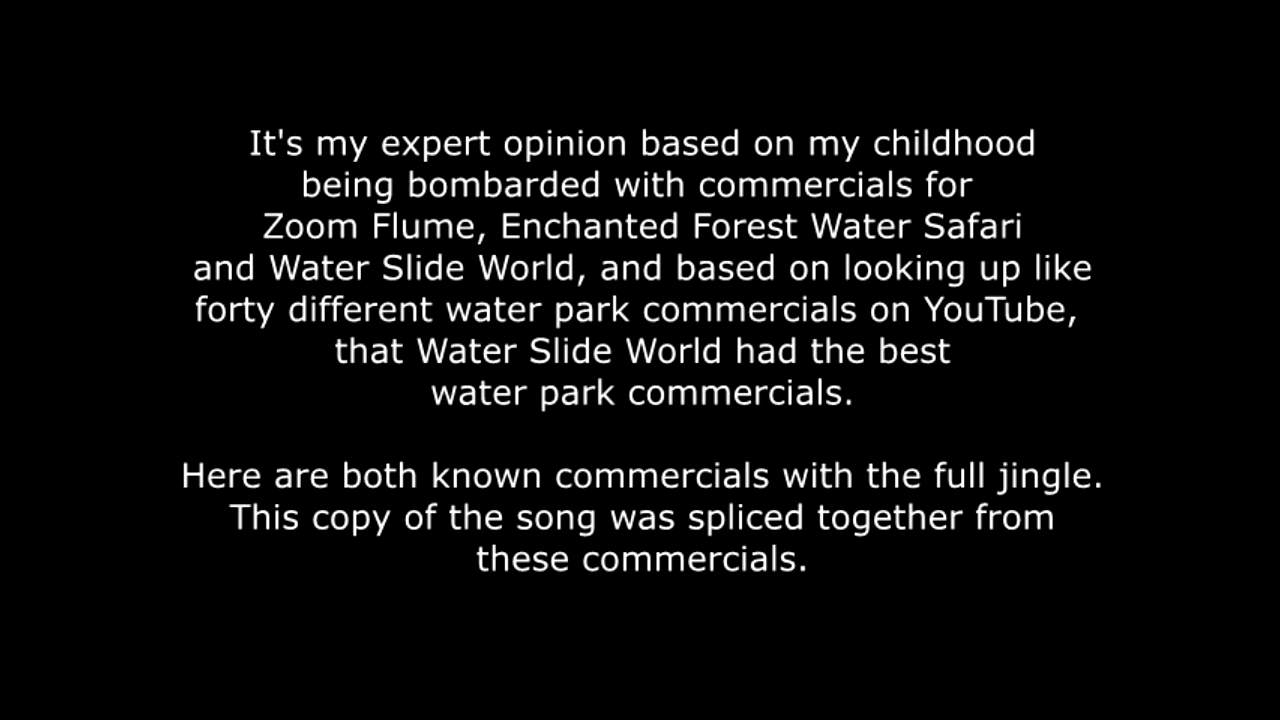 It's my expert opinion based on my childhood
being bombarded with commercials for
Zoom Flume, Enchanted Forest Water Safari
and Water Slide World, and based on looking up like
forty different water park commercials on YouTube,
that Water Slide World had the best
water park commercials.
Here are both known commercials with the full jingle.
This copy of the song was spliced together from
these commercials.